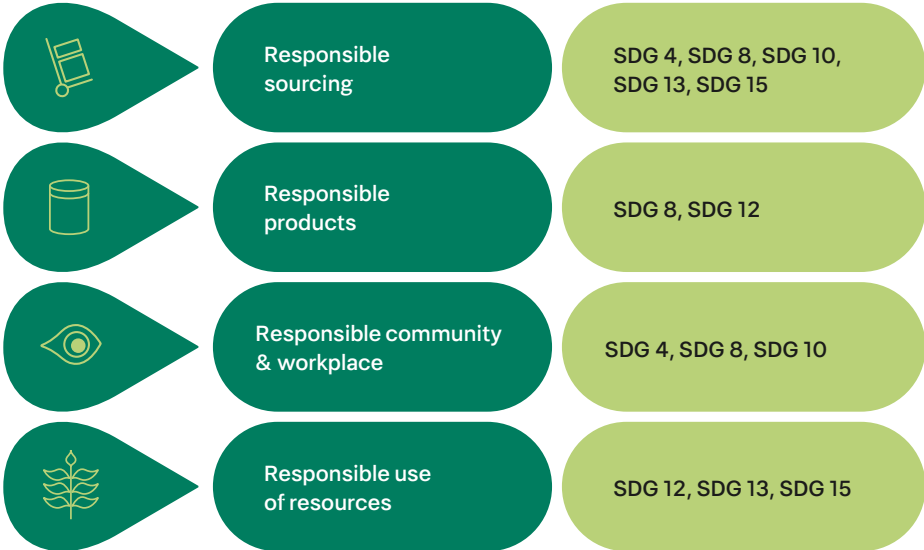 Responsible
sourcing
SDG 4, SDG 8, SDG 10,
SDG 13, SDG 15
Responsible
products
SDG 8, SDG 12
Responsible community
& workplace
SDG 4, SDG 8, SDG 10
Responsible use
of resources
SDG 12, SDG 13, SDG 15